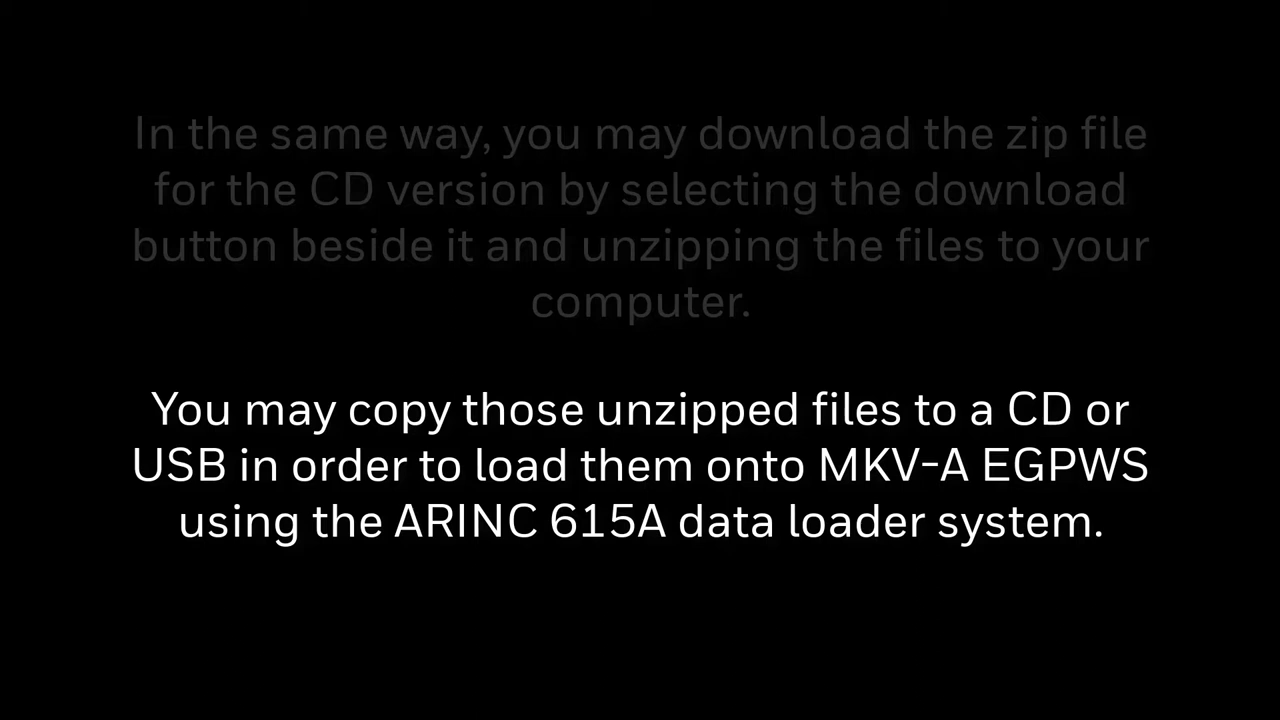 In the same way, you may download the zip file
for the CD version by selecting the download
button beside it and unzipping the files to your
computer.
You may copy those unzipped files to a CD or
USB in order to load them onto MKV-A EGPWS
using the ARINC 615A data loader system.